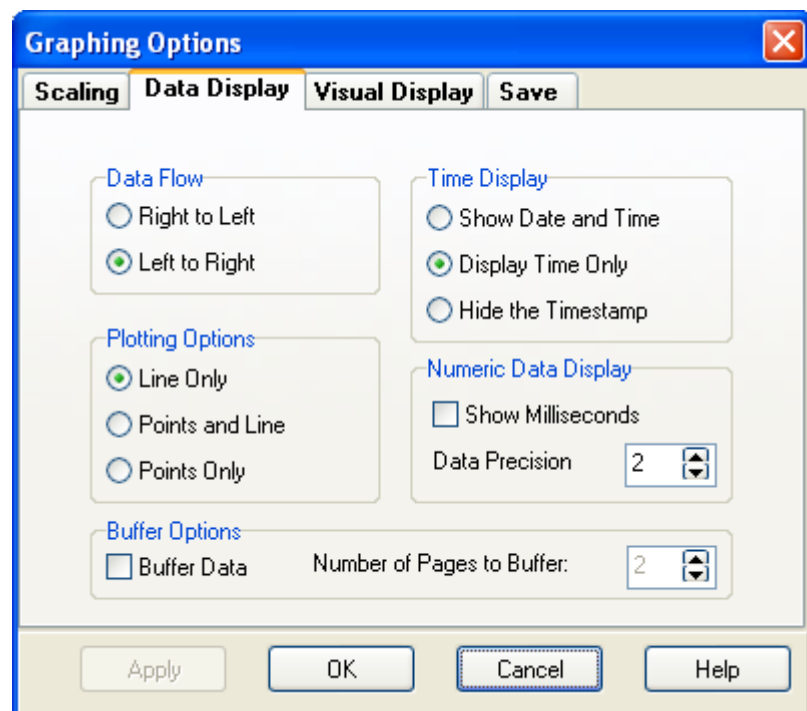 Graphing Options
Scaling
Data Display
Visual Display
Save
Data Flow
Right to Left
Left to Right
Time Display
Show Date and Time
Display Time Only
Hide the Timestamp
Plotting Options
Line Only
Points and Line
Points Only
Numeric Data Display
Show Milliseconds
Data Precision 2
Buffer Options
Buffer Data Number of Pages to Buffer: 2
Apply OK Cancel Help